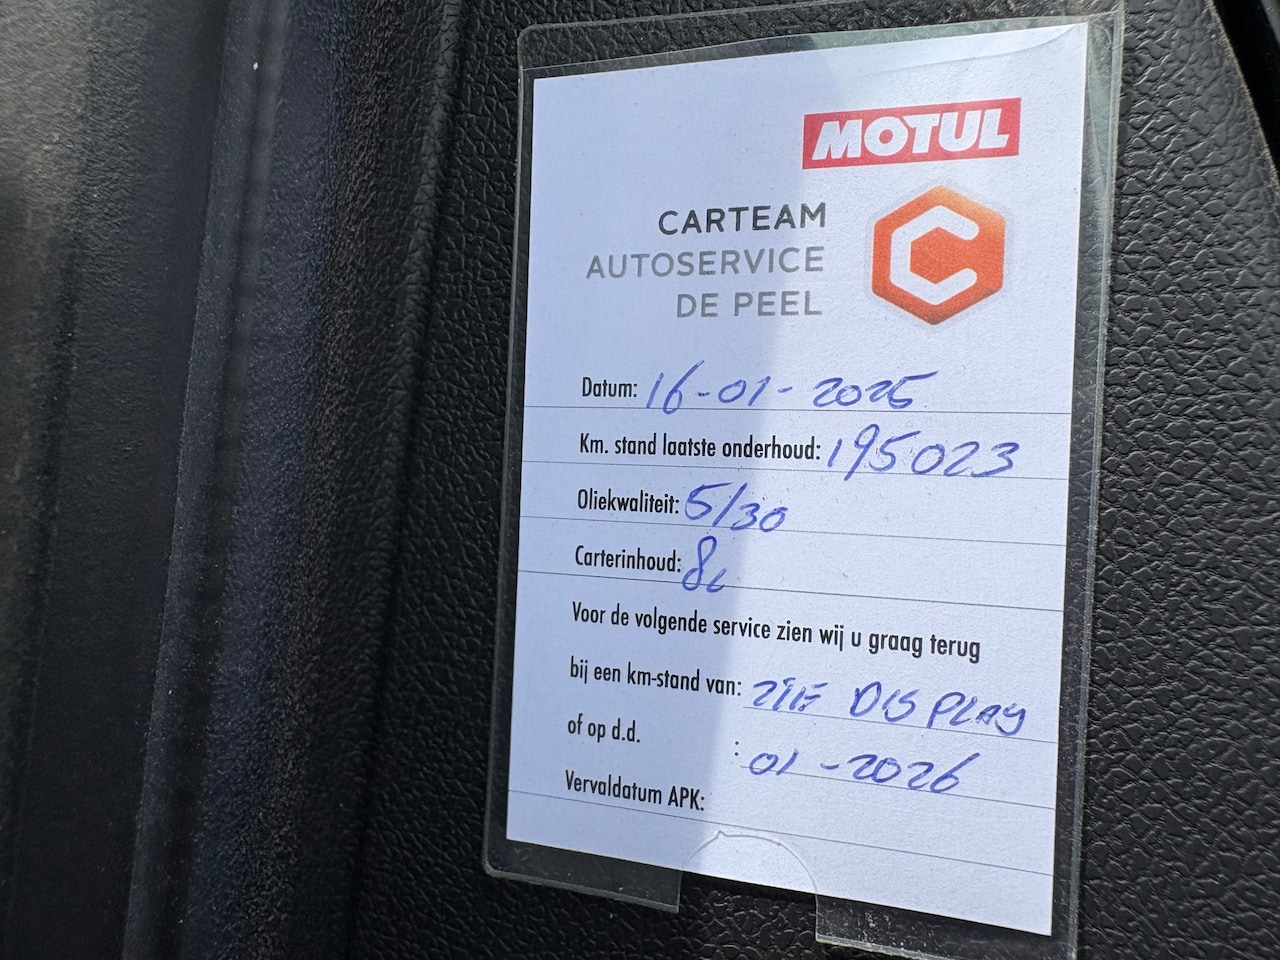 MOTUL
CARTEAM
AUTOSERVICE
DE PEEL
Datum: 16-01-2025
Km. stand laatste onderhoud: 195023
Oliekwaliteit: 5/30
Carterinhoud: 8L
Voor de volgende service zien wij u graag terug
bij een km-stand van: ZIE DISPLAY
of op d.d. : 01-2026
Vervaldatum APK: